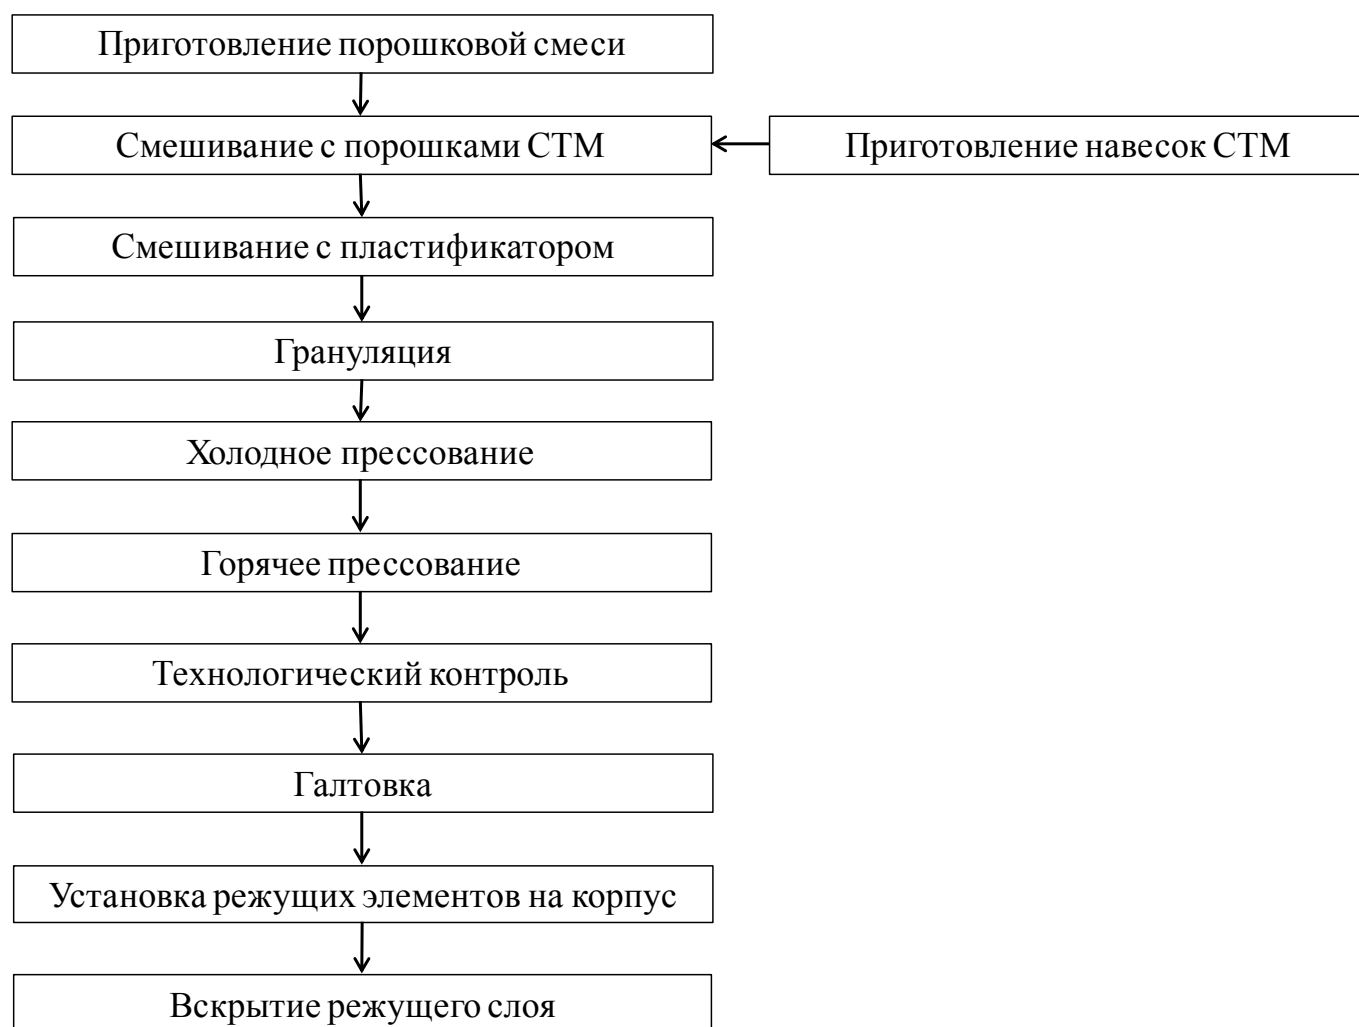 Приготовление порошковой смеси
Смешивание с порошками СТМ
Приготовление навесок СТМ
Смешивание с пластификатором
Грануляция
Холодное прессование
Горячее прессование
Технологический контроль
Галтовка
Установка режущих элементов на корпус
Вскрытие режущего слоя